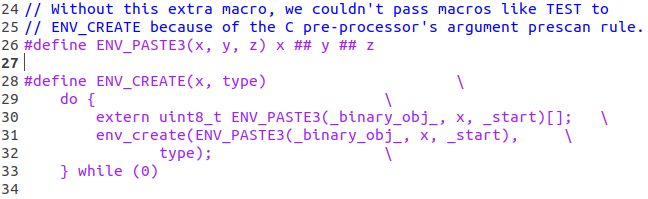 24 // Without this extra macro, we couldn't pass macros like TEST to
25 // ENV_CREATE because of the C pre-processor's argument prescan rule.
26 #define ENV_PASTE3(x, y, z) x ## y ## z
27
28 #define ENV_CREATE(x, type) \
29 do { \
30 extern uint8_t ENV_PASTE3(_binary_obj_, x, _start)[]; \
31 env_create(ENV_PASTE3(_binary_obj_, x, _start), \
32 type); \
33 } while (0)
34